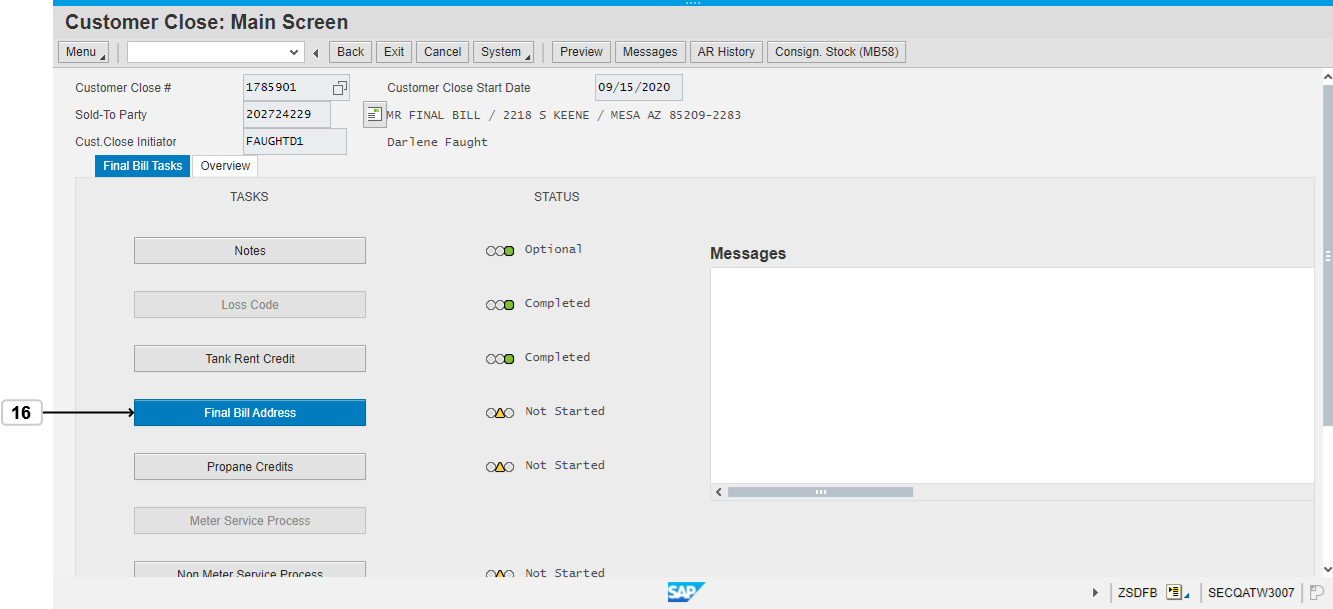 Customer Close: Main Screen
Menu Back Exit Cancel System Preview Messages AR History Consign. Stock (MB58)
Customer Close # 1785901 Customer Close Start Date 09/15/2020
Sold-To Party 202724229 MR FINAL BILL / 2218 S KEENE / MESA AZ 85209-2283
Cust.Close Initiator FAUGHTD1 Darlene Faught
Final Bill Tasks Overview
TASKS STATUS
Notes Optional
Messages
Loss Code Completed
Tank Rent Credit Completed
16 Final Bill Address Not Started
Propane Credits Not Started
Meter Service Process
Non Meter Service Process Not Started
SAP ZSDFB SECQATW3007